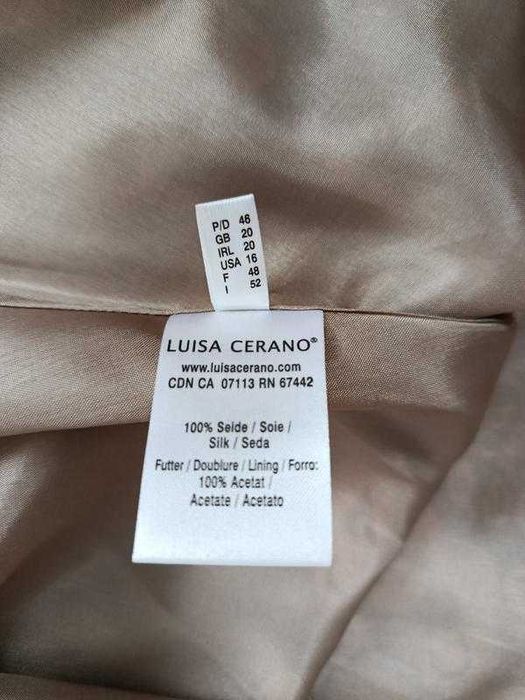 P/D 46
GB 20
IRL 20
USA 16
F 48
I 52
LUISA CERANO®
www.luisacerano.com
CDN CA 07113 RN 67442
100% Seide / Soie /
Silk / Seda
Futter / Doublure / Lining / Forro:
100% Acetat /
Acetate / Acetato